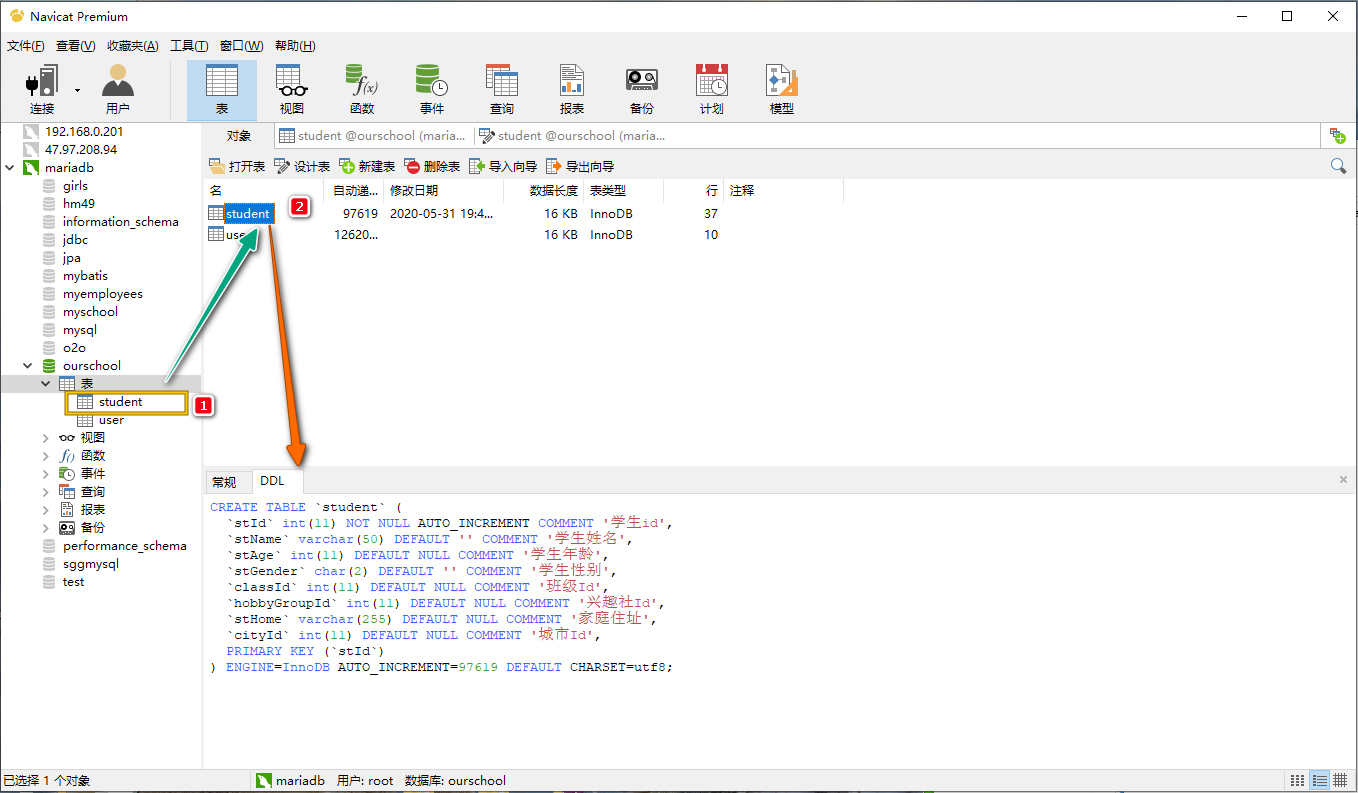 Navicat Premium
文件(F) 查看(V) 收藏夹(A) 工具(T) 窗口(W) 帮助(H)
连接 用户 表 视图 函数 事件 查询 报表 备份 计划 模型
192.168.0.201
47.97.208.94
mariadb
girls
hm49
information_schema
jdbc
jpa
mybatis
myemployees
myschool
mysql
o2o
ourschool
表
student
1
user
视图
函数
事件
查询
报表
备份
performance_schema
sggmysql
test
对象 student @ourschool (maria... student @ourschool (maria...
打开表 设计表 新建表 删除表 导入向导 导出向导
名 自动递... 修改日期 数据长度 表类型 行 注释
student 2 97619 2020-05-31 19:4... 16 KB InnoDB 37
use 12620... 16 KB InnoDB 10
常规 DDL
CREATE TABLE `student` (
`stId` int(11) NOT NULL AUTO_INCREMENT COMMENT '学生id',
`stName` varchar(50) DEFAULT '' COMMENT '学生姓名',
`stAge` int(11) DEFAULT NULL COMMENT '学生年龄',
`stGender` char(2) DEFAULT '' COMMENT '学生性别',
`classId` int(11) DEFAULT NULL COMMENT '班级Id',
`hobbyGroupId` int(11) DEFAULT NULL COMMENT '兴趣社Id',
`stHome` varchar(255) DEFAULT NULL COMMENT '家庭住址',
`cityId` int(11) DEFAULT NULL COMMENT '城市Id',
PRIMARY KEY (`stId`)
) ENGINE=InnoDB AUTO_INCREMENT=97619 DEFAULT CHARSET=utf8;
已选择 1 个对象 mariadb 用户: root 数据库: ourschool